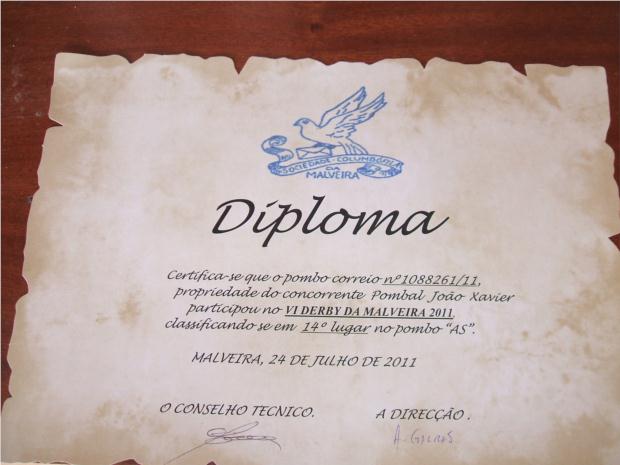 SOCIEDADE COLUMBÓFILA
DA
MALVEIRA
Diploma
Certifica-se que o pombo correio nº1088261/11,
propriedade do concorrente Pombal João Xavier
participou no VI DERBY DA MALVEIRA 2011,
classificando se em 14º lugar no pombo “AS”.
MALVEIRA, 24 DE JULHO DE 2011
O CONSELHO TECNICO. A DIRECÇÃO.